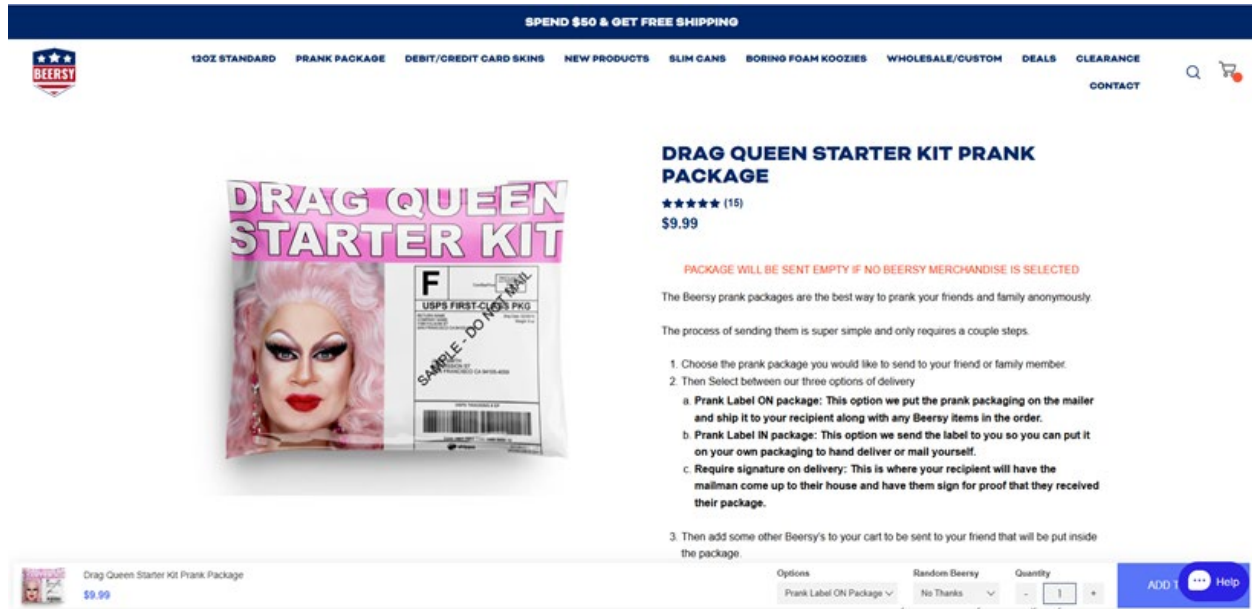 SPEND $50 & GET FREE SHIPPING
BEERSY
12OZ STANDARD PRANK PACKAGE DEBIT/CREDIT CARD SKINS NEW PRODUCTS SLIM CANS BORING FOAM KOOZIES WHOLESALE/CUSTOM DEALS CLEARANCE
CONTACT
DRAG QUEEN
STARTER KIT
F
USPS FIRST-CLASS PKG
SAMPLE - DO NOT MAIL
DRAG QUEEN STARTER KIT PRANK
PACKAGE
(15)
$9.99
PACKAGE WILL BE SENT EMPTY IF NO BEERSY MERCHANDISE IS SELECTED
The Beersy prank packages are the best way to prank your friends and family anonymously.
The process of sending them is super simple and only requires a couple steps.
1. Choose the prank package you would like to send to your friend or family member.
2. Then Select between our three options of delivery
a. Prank Label ON package: This option we put the prank packaging on the mailer
and ship it to your recipient along with any Beersy items in the order.
b. Prank Label IN package: This option we send the label to you so you can put it
on your own packaging to hand deliver or mail yourself.
c. Require signature on delivery: This is where your recipient will have the
mailman come up to their house and have them sign for proof that they received
their package.
3. Then add some other Beersy's to your cart to be sent to your friend that will be put inside
the package.
Drag Queen Starter Kit Prank Package
$9.99
Options Random Beersy Quantity
Prank Label ON Package No Thanks - 1 +
ADD
Help